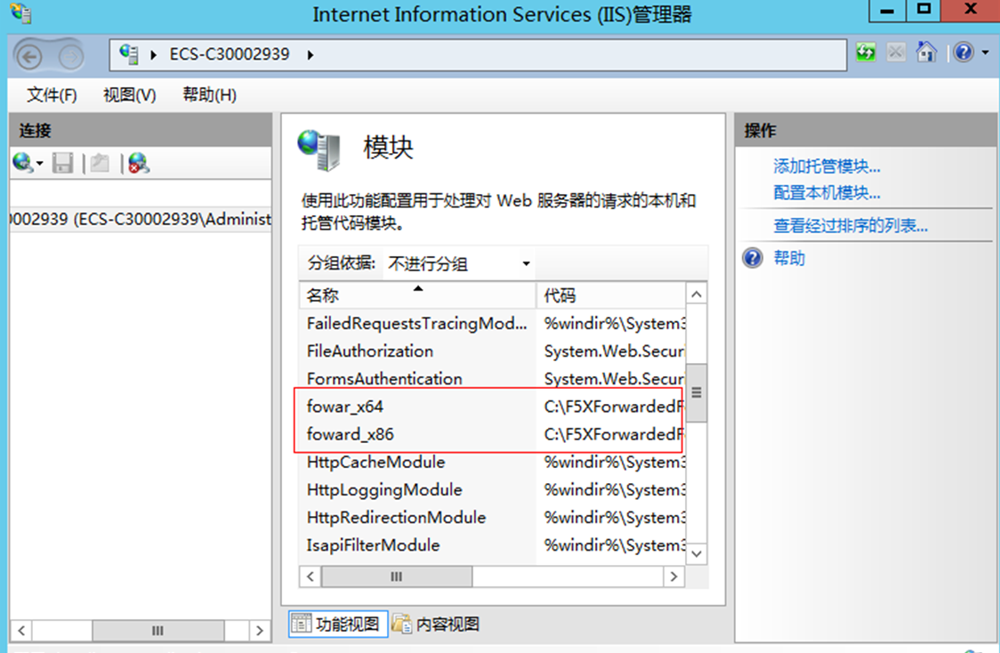 Internet Information Services (IIS)管理器
ECS-C30002939
文件(F) 视图(V) 帮助(H)
连接
0002939 (ECS-C30002939\Administ
模块
使用此功能配置用于处理对 Web 服务器的请求的本机和
托管代码模块。
分组依据: 不进行分组
名称 代码
FailedRequestsTracingMod... %windir%\System3
FileAuthorization System.Web.Securi
FormsAuthentication System.Web.Securi
fowar_x64 C:\F5XForwardedF
foward_x86 C:\F5XForwardedF
HttpCacheModule %windir%\System3
HttpLoggingModule %windir%\System3
HttpRedirectionModule %windir%\System3
IsapiFilterModule %windir%\System3
功能视图 内容视图
操作
添加托管模块...
配置本机模块...
查看经过排序的列表...
帮助